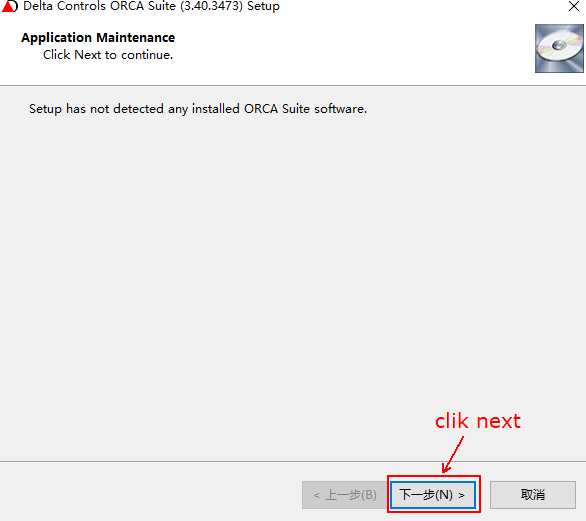 Delta Controls ORCA Suite (3.40.3473) Setup
Application Maintenance
Click Next to continue.
Setup has not detected any installed ORCA Suite software.
clik next
< 上一步(B)
下一步(N) >
取消